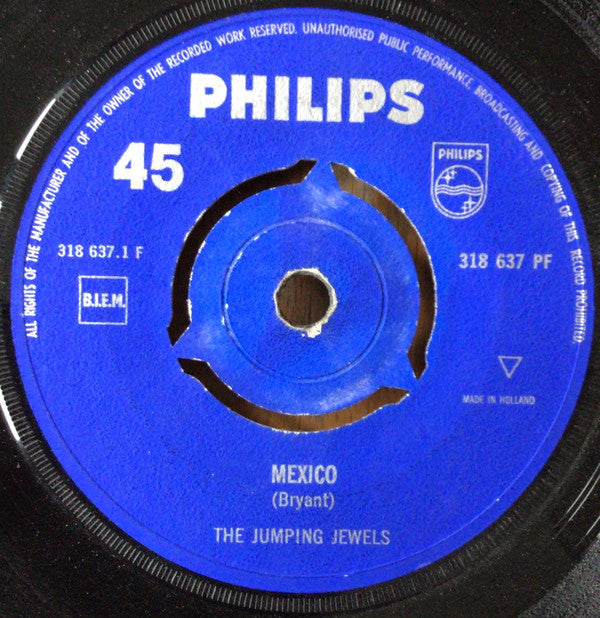 ALL RIGHTS OF THE MANUFACTURER AND OF THE OWNER OF THE RECORDED WORK RESERVED. UNAUTHORISED PUBLIC PERFORMANCE, BROADCASTING AND COPYING OF THIS RECORD PROHIBITED
PHILIPS
45
PHILIPS
318 637.1 F
318 637 PF
B.I.E.M.
MADE IN HOLLAND
MEXICO
(Bryant)
THE JUMPING JEWELS